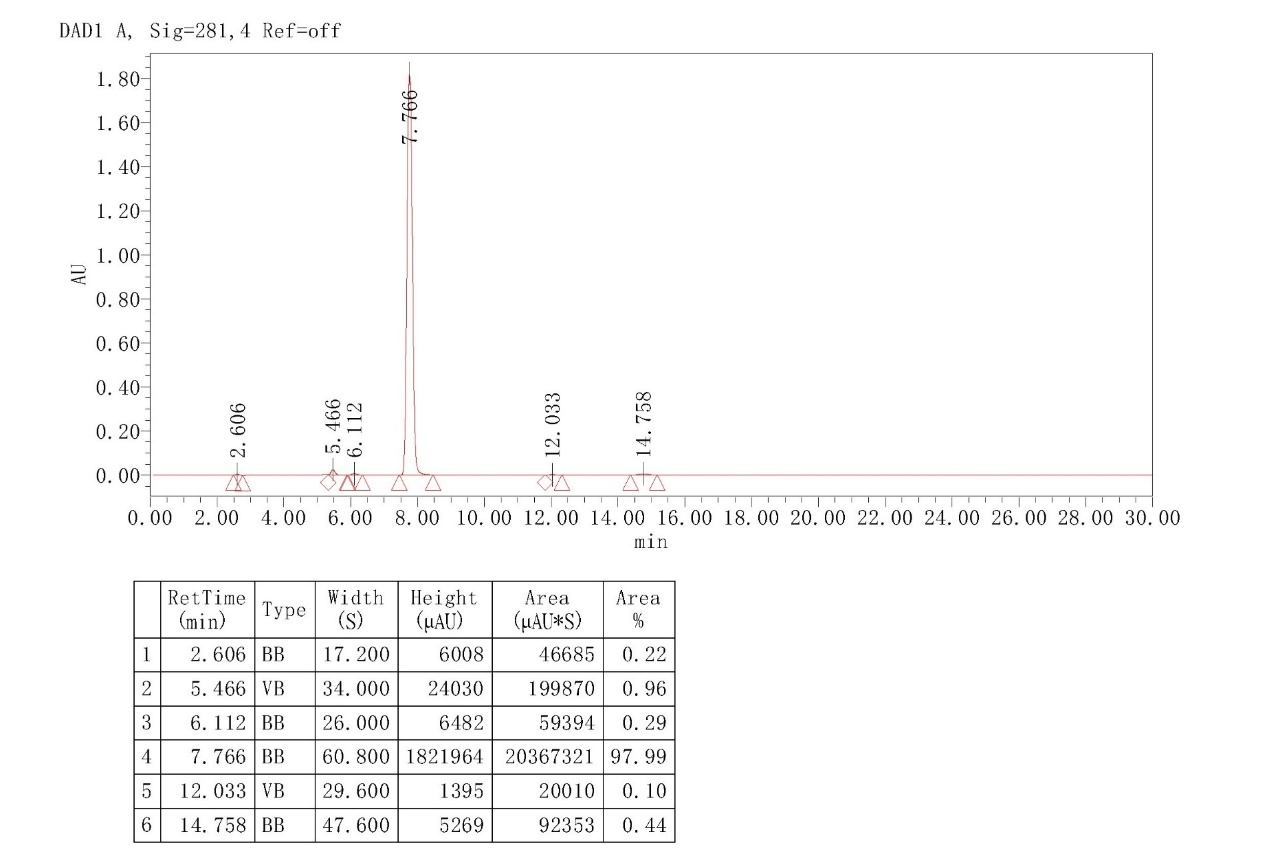 DAD1 A, Sig=281,4 Ref=off
1.80
1.60
1.40
1.20
1.00
0.80
0.60
0.40
0.20
0.00
AU
2.606
5.466
6.112
7.766
12.033
14.758
0.00 2.00 4.00 6.00 8.00 10.00 12.00 14.00 16.00 18.00 20.00 22.00 24.00 26.00 28.00 30.00
min
RetTime (min) Type Width (S) Height (μAU) Area (μAU*S) Area %
1 2.606 BB 17.200 6008 46685 0.22
2 5.466 VB 34.000 24030 199870 0.96
3 6.112 BB 26.000 6482 59394 0.29
4 7.766 BB 60.800 1821964 20367321 97.99
5 12.033 VB 29.600 1395 20010 0.10
6 14.758 BB 47.600 5269 92353 0.44